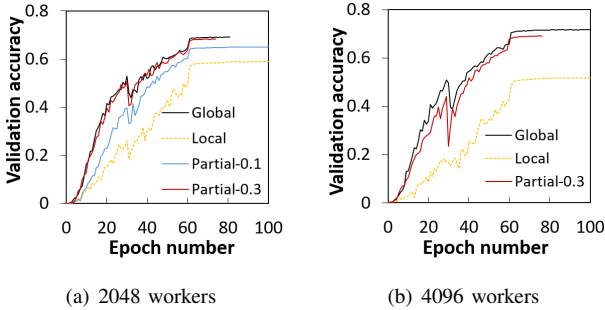 0.8
0.6
0.4
0.2
0
Validation accuracy
0 20 40 60 80 100
Epoch number
Global
Local
Partial-0.1
Partial-0.3
(a) 2048 workers
0.8
0.6
0.4
0.2
0
Validation accuracy
0 20 40 60 80 100
Epoch number
Global
Local
Partial-0.3
(b) 4096 workers